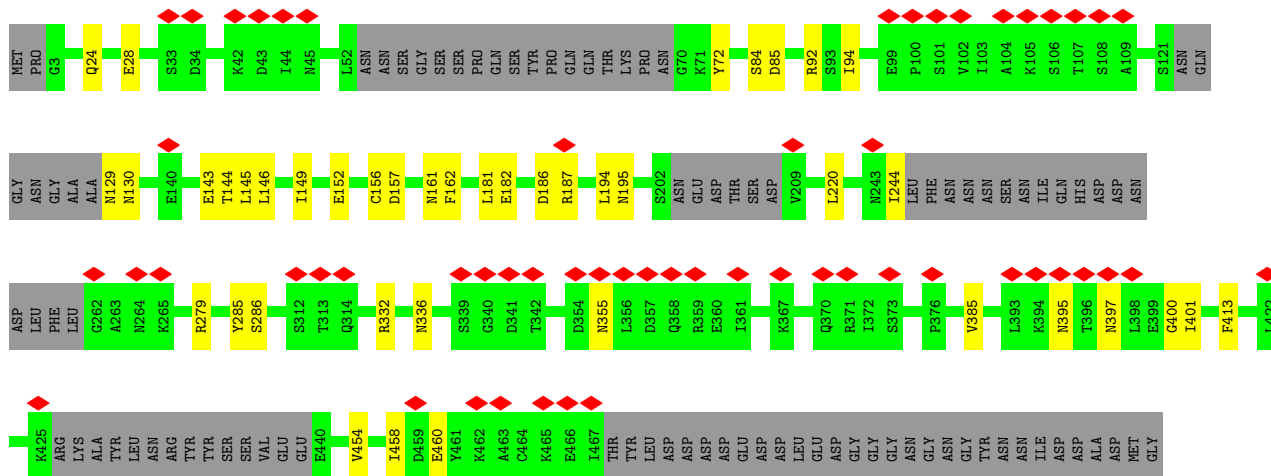 MET PRO G3 Q24 E28 S33 D34 K42 D43 I44 N45 L52 ASN ASN SER GLY SER SER PRO GLN SER TYR PRO GLN GLN THR LYS PRO ASN G70 K71 Y72 S84 D85 R92 S93 I94 E99 P100 S101 V102 I103 A104 K105 S106 T107 S108 A109 S121 ASN GLN
GLY ASN GLY ALA ALA N129 N130 E140 E143 T144 L145 L146 I149 E152 C156 D157 N161 F162 L181 E182 D186 R187 L194 N195 S202 ASN GLU ASP THR SER ASP V209 L220 N243 I244 LEU PHE ASN ASN ASN SER ASN ILE GLN HIS ASP ASP ASN
ASP LEU PHE LEU G262 A263 N264 K265 R279 Y285 S286 S312 T313 Q314 R332 N336 S339 G340 D341 T342 D354 N355 L356 D357 Q358 R359 E360 I361 K367 Q370 R371 I372 S373 P376 V385 L393 K394 N395 T396 N397 L398 E399 G400 I401 F413
K425 ARG LYS ALA TYR LEU ASN ARG TYR TYR SER SER VAL GLU GLU E440 V454 I458 D459 E460 Y461 K462 A463 C464 K465 E466 I467 THR TYR LEU ASP ASP ASP ASP GLU ASP ASP LEU GLU ASP GLY GLY GLY ASN GLY ASN GLY TYR ASN ASN ILE ASP ASP ALA ASP MET GLY